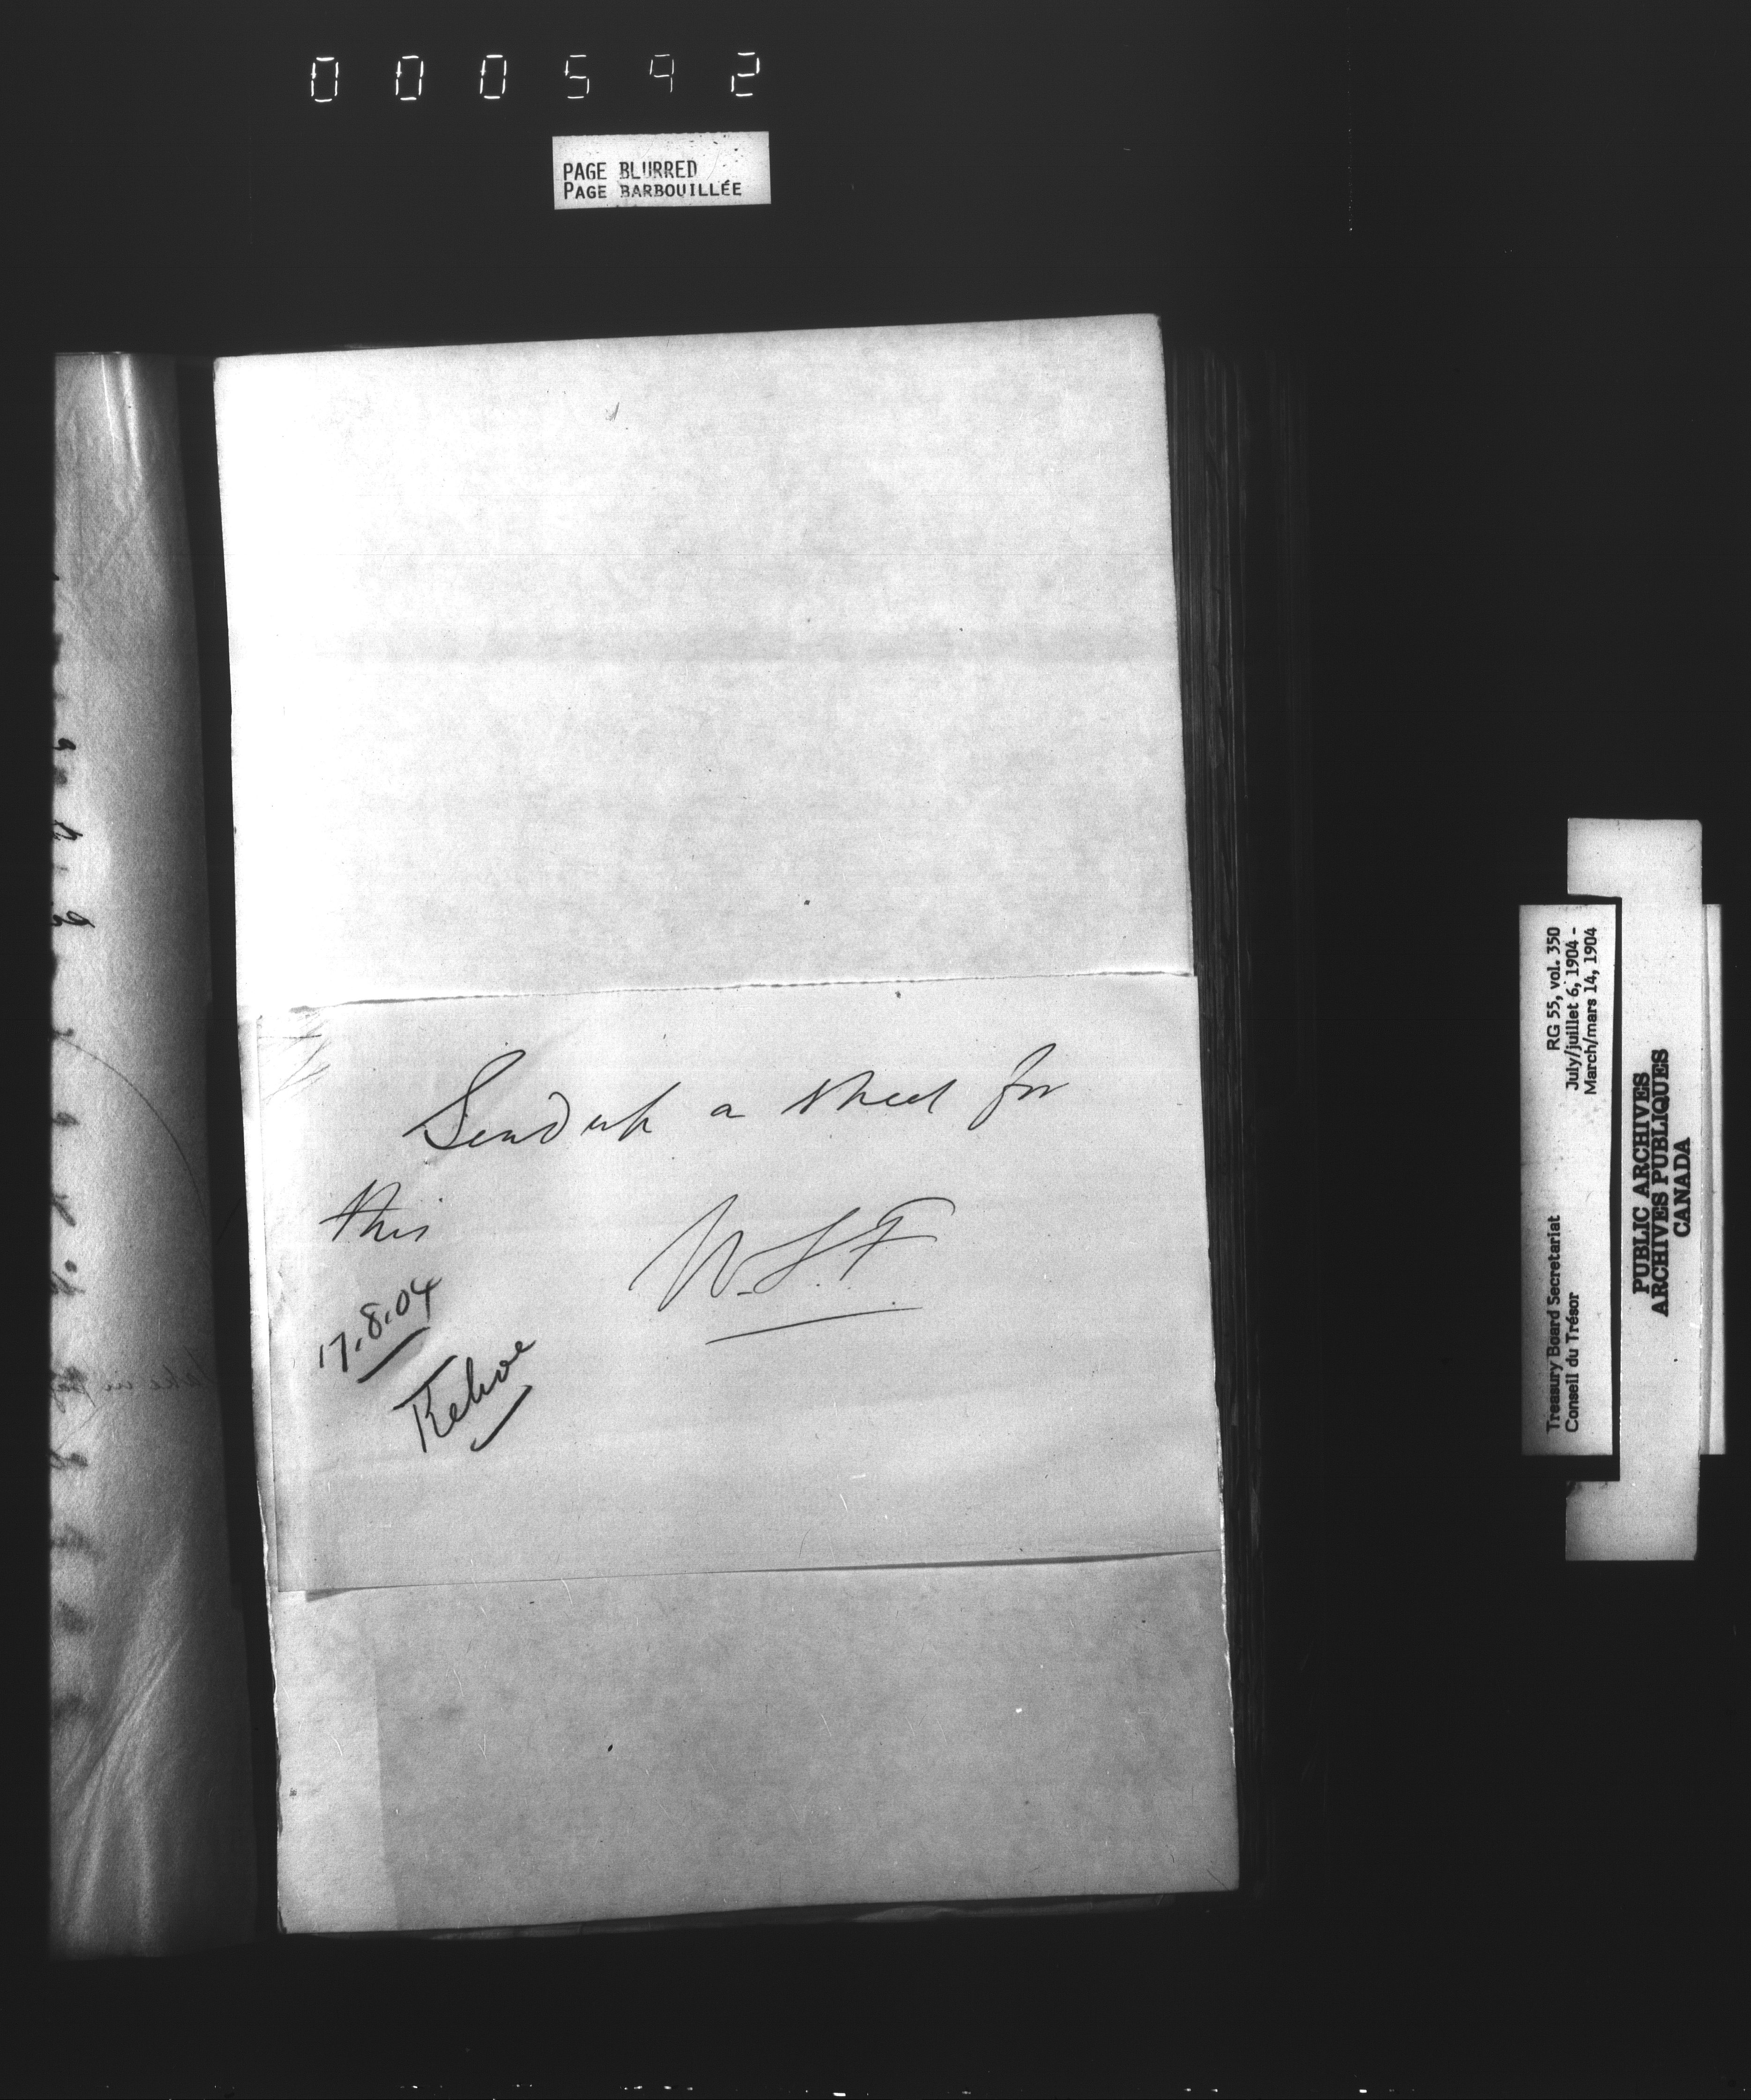 000592
PAGE BLURRED
PAGE BARBOUILLÉE
Send up a sheet for
this
W.S.F
17.8.04
Kehoe
Treasury Board Secretariat RG 55, vol. 350
Conseil du Trésor July/juillet 6, 1904 -
March/mars 14, 1904
PUBLIC ARCHIVES
ARCHIVES PUBLIQUES
CANADA